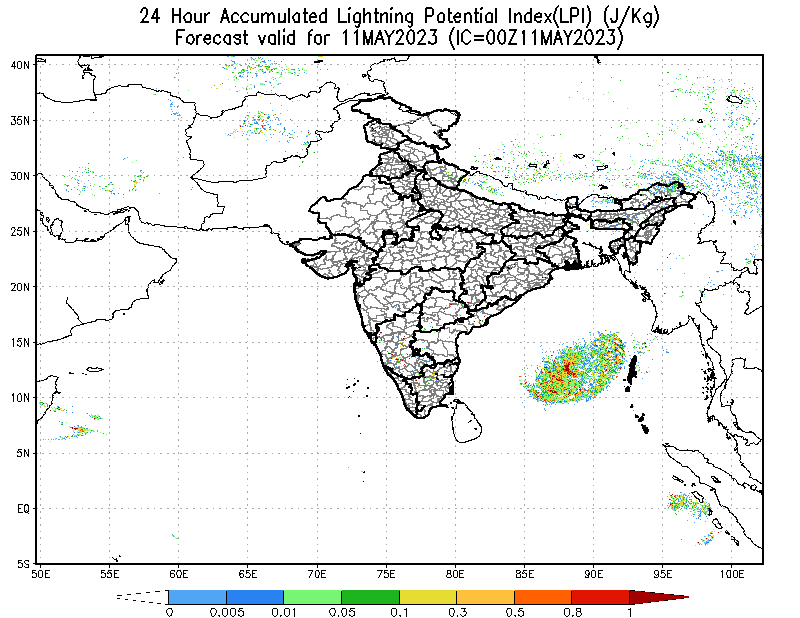 24 Hour Accumulated Lightning Potential Index(LPI) (J/Kg)
Forecast valid for 11MAY2023 (IC=00Z11MAY2023)
40N
35N
30N
25N
20N
15N
10N
5N
EQ
5S
50E 55E 60E 65E 70E 75E 80E 85E 90E 95E 100E
0 0.005 0.01 0.05 0.1 0.3 0.5 0.8 1